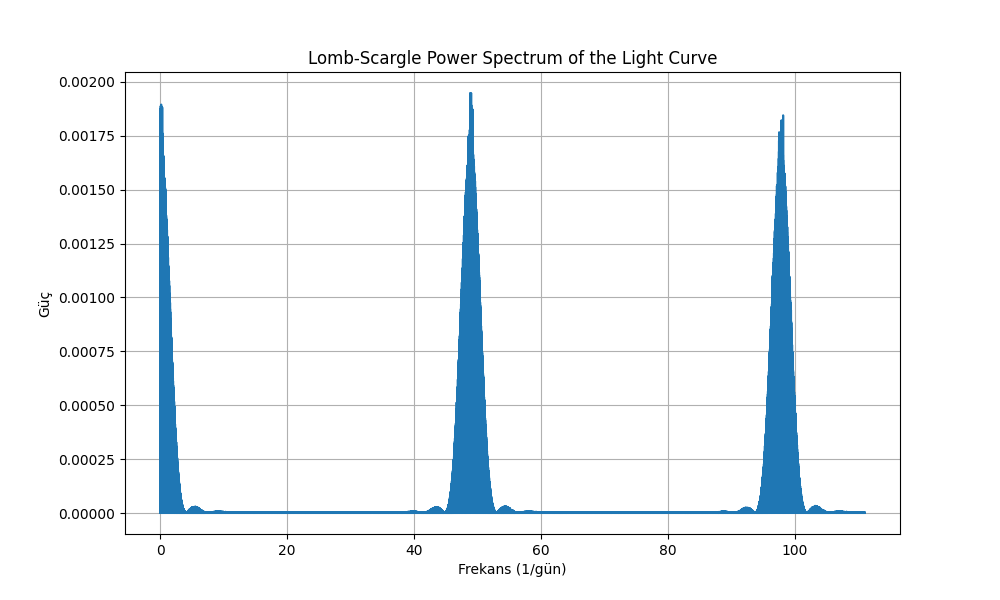 Lomb-Scargle Power Spectrum of the Light Curve
0.00200
0.00175
0.00150
0.00125
0.00100
0.00075
0.00050
0.00025
0.00000
Güç
0 20 40 60 80 100
Frekans (1/gün)